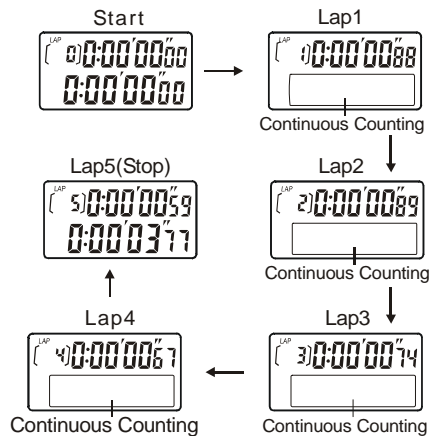 Start
LAP
0)0:00'00"00
0:00'00"00
Lap1
LAP
1)0:00'00"88
Continuous Counting
Lap2
LAP
2)0:00'00"89
Continuous Counting
Lap3
LAP
3)0:00'00"74
Continuous Counting
Lap4
LAP
4)0:00'00"67
Continuous Counting
Lap5(Stop)
LAP
5)0:00'00"59
0:00'03"77